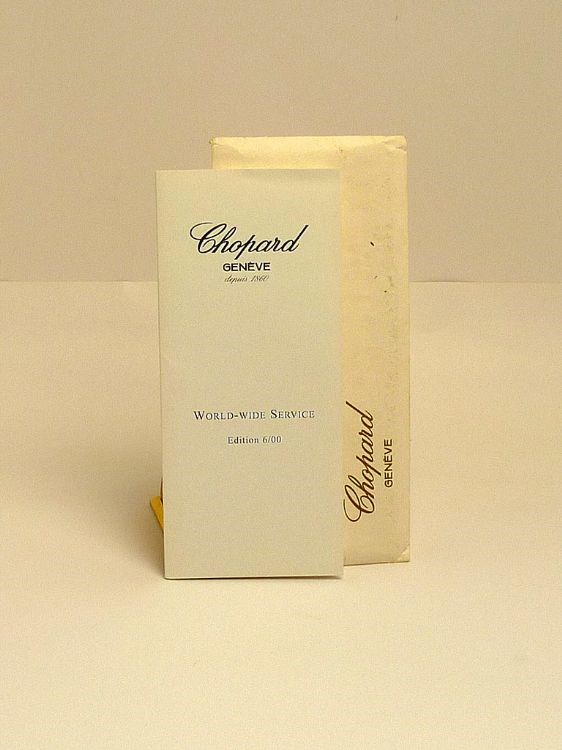 Chopard
GENÈVE
depuis 1860
WORLD-WIDE SERVICE
Edition 6/00
Chopard
GENÈVE